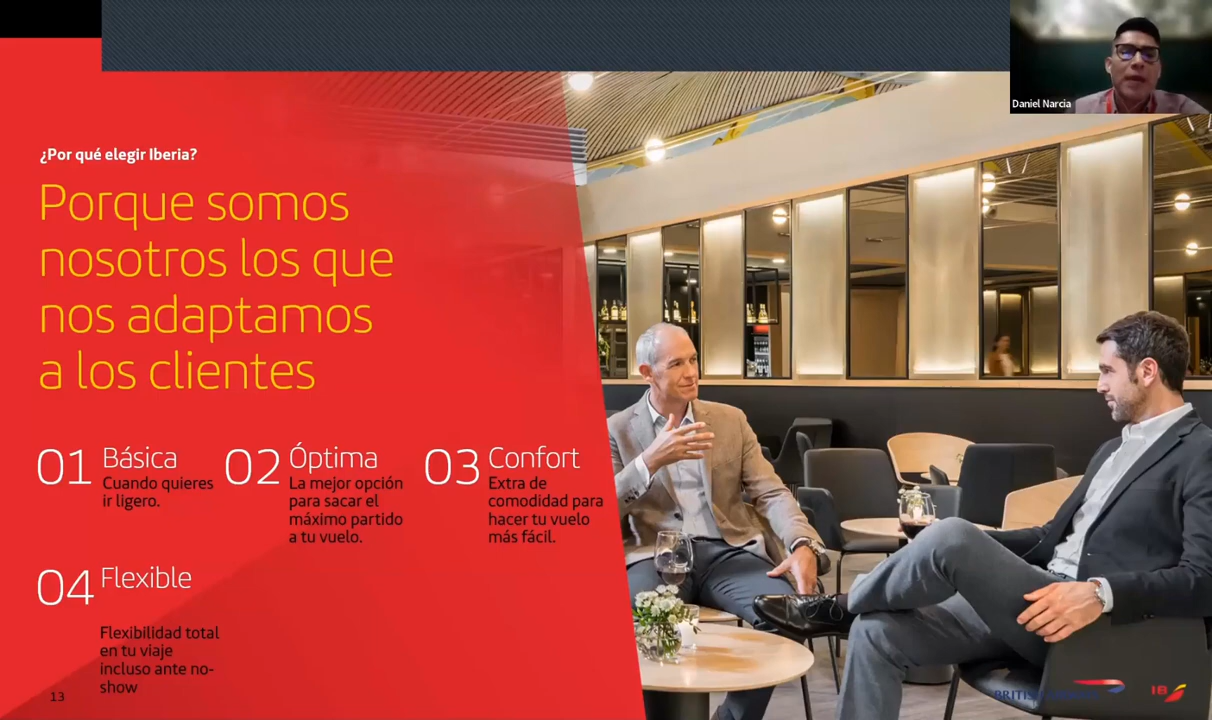 Daniel Narcia
¿Por qué elegir Iberia?
Porque somos
nosotros los que
nos adaptamos
a los clientes
01 Básica
Cuando quieres
ir ligero.
02 Óptima
La mejor opción
para sacar el
máximo partido
a tu vuelo.
03 Confort
Extra de
comodidad para
hacer tu vuelo
más fácil.
04 Flexible
Flexibilidad total
en tu viaje
incluso ante no-
show
13
IB